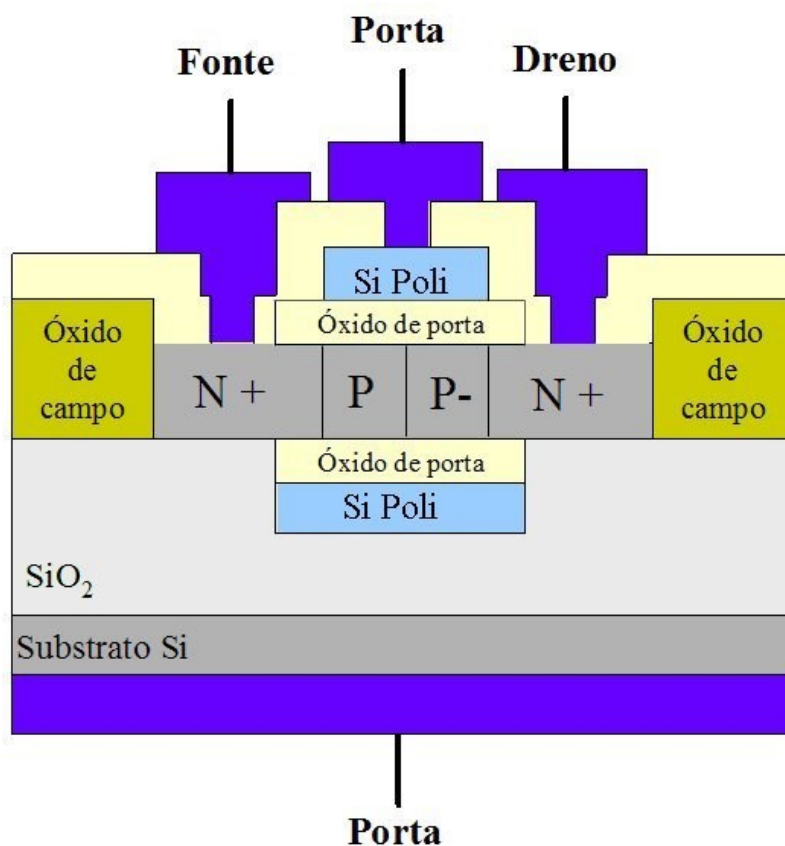 Porta
Fonte
Dreno
Si Poli
Óxido de porta
Óxido
de
campo
N +
P
P-
N +
Óxido
de
campo
Óxido de porta
Si Poli
SiO₂
Substrato Si
Porta